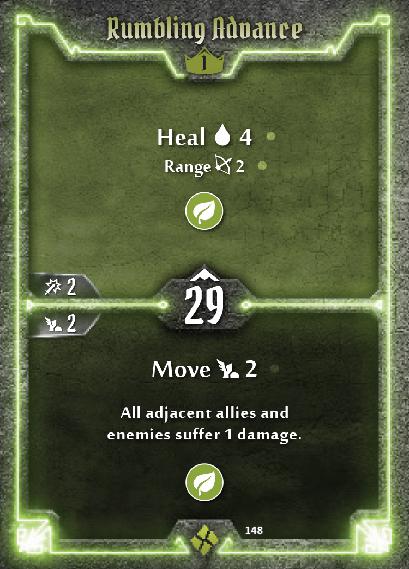 Rumbling Advance
1
Heal 4
Range 2
2
29
2
Move 2
All adjacent allies and
enemies suffer 1 damage.
148